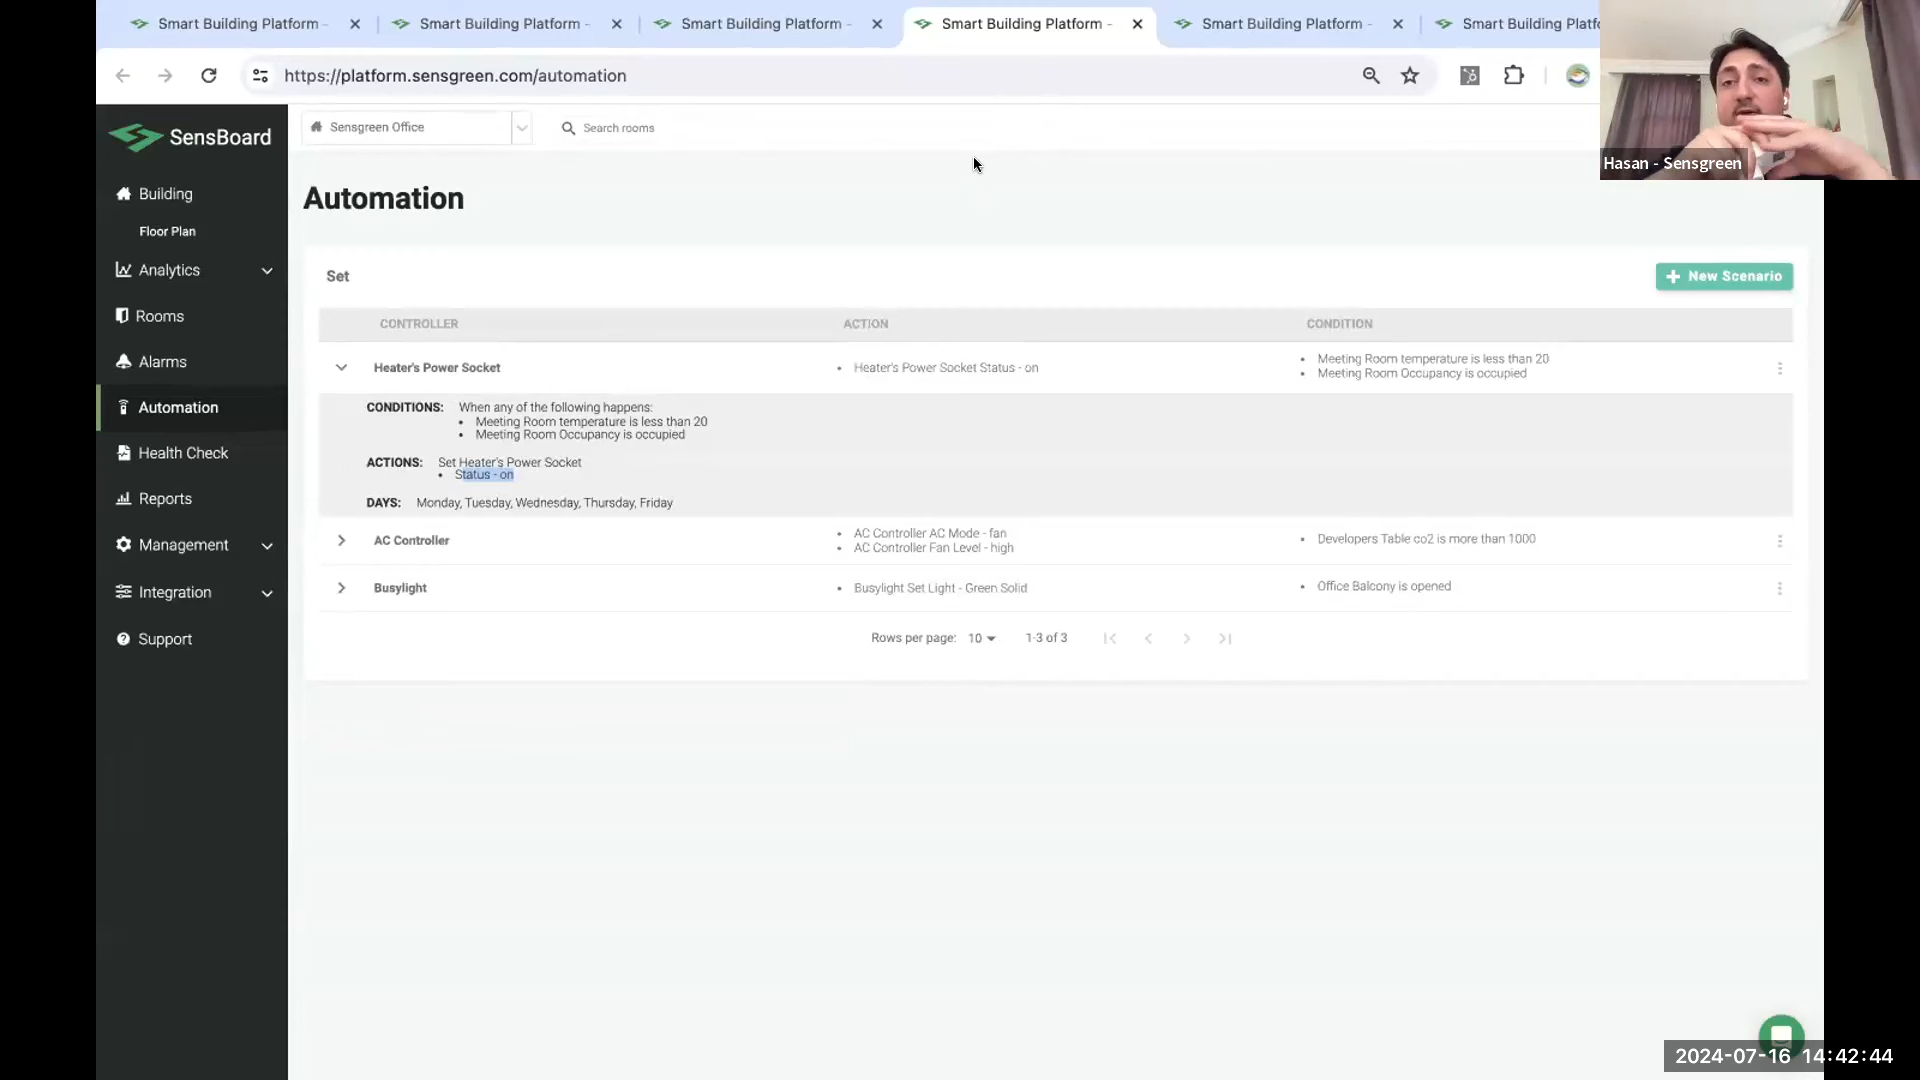 Smart Building Platform -
Smart Building Platform -
Smart Building Platform -
Smart Building Platform -
Smart Building Platform -
Smart Building Platfo
https://platform.sensgreen.com/automation
Hasan - Sensgreen
SensBoard
Sensgreen Office
Search rooms
Building
Floor Plan
Analytics
Rooms
Alarms
Automation
Health Check
Reports
Management
Integration
Support
Automation
Set
New Scenario
CONTROLLER
ACTION
CONDITION
Heater's Power Socket
• Heater's Power Socket Status - on
• Meeting Room temperature is less than 20
• Meeting Room Occupancy is occupied
CONDITIONS: When any of the following happens:
• Meeting Room temperature is less than 20
• Meeting Room Occupancy is occupied
ACTIONS: Set Heater's Power Socket
• Status - on
DAYS: Monday, Tuesday, Wednesday, Thursday, Friday
AC Controller
• AC Controller AC Mode - fan
• AC Controller Fan Level - high
• Developers Table co2 is more than 1000
Busylight
• Busylight Set Light - Green Solid
• Office Balcony is opened
Rows per page: 10
1-3 of 3
2024-07-16 14:42:44